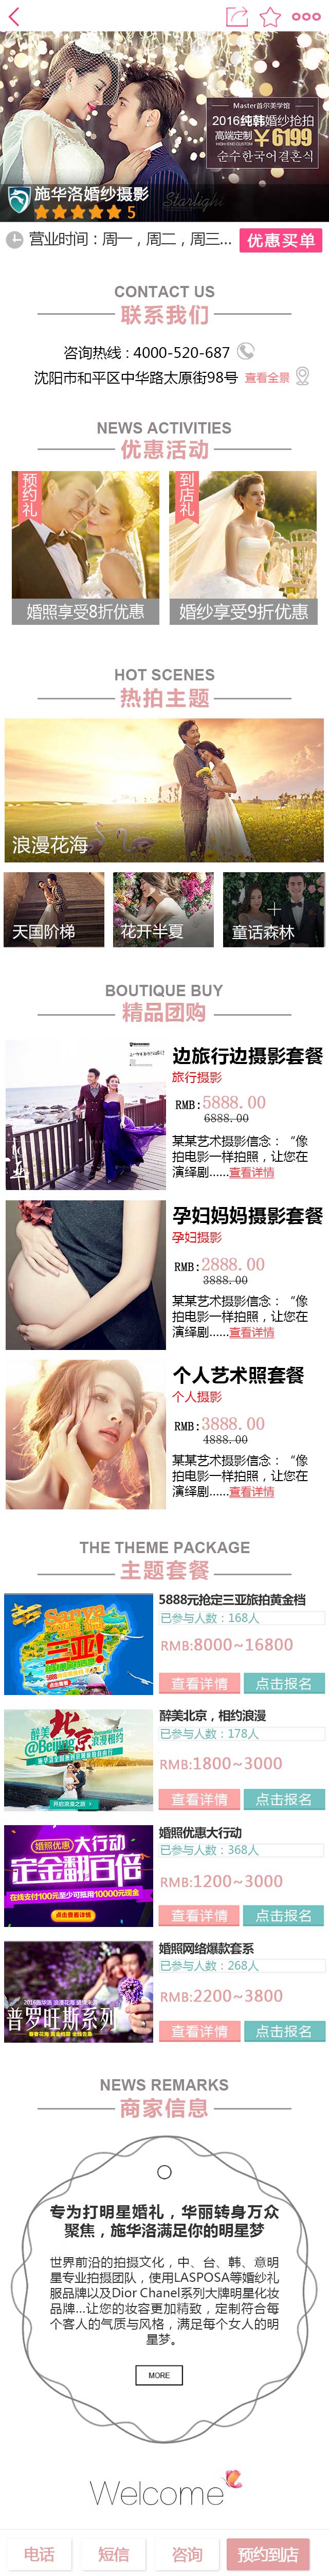 Master首尔美学馆
2016纯韩婚纱抢拍
高端定制 ¥6199
HIGH-END CUSTOM
순수한국어결혼식
施华洛婚纱摄影
5
Starlight
营业时间：周一，周二，周三...
优惠买单
CONTACT US
联系我们
咨询热线：4000-520-687
沈阳市和平区中华路太原街98号 查看全景
NEWS ACTIVITIES
优惠活动
预约礼
到店礼
婚照享受8折优惠
婚纱享受9折优惠
HOT SCENES
热拍主题
浪漫花海
天国阶梯
花开半夏
童话森林
BOUTIQUE BUY
精品团购
边旅行边摄影套餐
旅行摄影
RMB:5888.00
6888.00
某某艺术摄影信念：“像
拍电影一样拍照，让您在
演绎剧......查看详情
孕妇妈妈摄影套餐
孕妇摄影
RMB:2888.00
3888.00
某某艺术摄影信念：“像
拍电影一样拍照，让您在
演绎剧......查看详情
个人艺术照套餐
个人摄影
RMB:3888.00
4888.00
某某艺术摄影信念：“像
拍电影一样拍照，让您在
演绎剧......查看详情
THE THEME PACKAGE
主题套餐
Sanya
三亚!
5888元抢定三亚旅拍黄金档
已参与人数：168人
RMB:8000~16800
查看详情 点击报名
醉美北京
@Beijing 浪漫相约
开启浪漫之旅
醉美北京，相约浪漫
已参与人数：178人
RMB:1800~3000
查看详情 点击报名
婚照优惠 大行动
定金翻百倍
在线支付100元至少可抵用10000元现金
点击查看详情
婚照优惠大行动
已参与人数：368人
RMB:1200~3000
查看详情 点击报名
普罗旺斯系列
婚照网络爆款套系
已参与人数：268人
RMB:2200~3800
查看详情 点击报名
NEWS REMARKS
商家信息
专为打明星婚礼，华丽转身万众
聚焦，施华洛满足你的明星梦
世界前沿的拍摄文化，中、台、韩、意明
星专业拍摄团队，使用LASPOSA等婚纱礼
服品牌以及Dior Chanel系列大牌明星化妆
品牌...让您的妆容更加精致，定制符合每
个客人的气质与风格，满足每个女人的明
星梦。
MORE
Welcome
电话 短信 咨询 预约到店